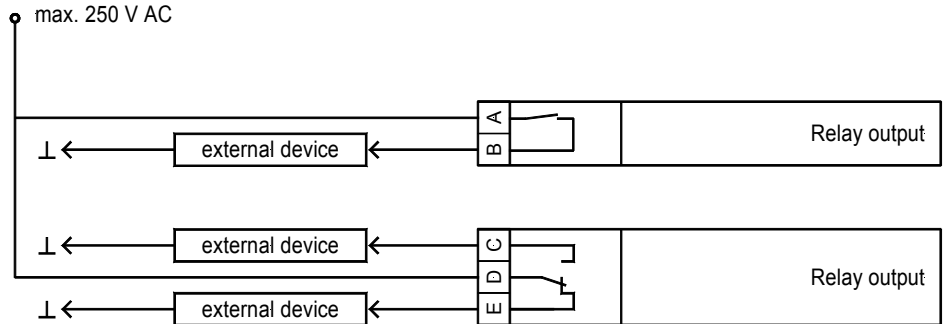 max. 250 V AC
A
Relay output
external device
B
external device
C
D
Relay output
external device
E